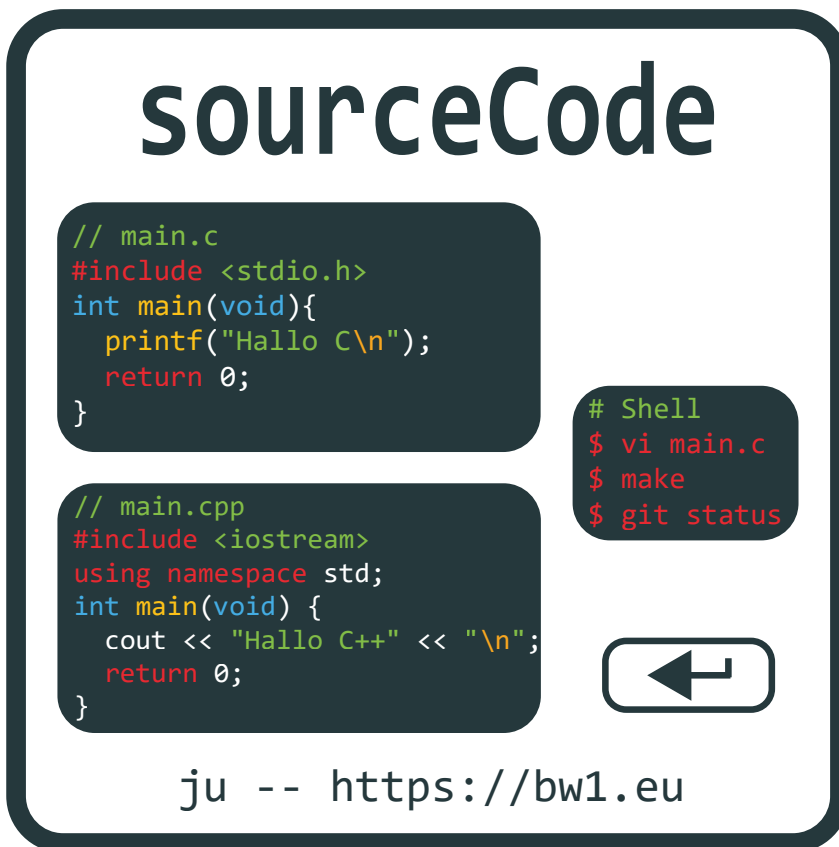 sourceCode
// main.c
#include <stdio.h>
int main(void){
  printf("Hallo C\n");
  return 0;
}
# Shell
$ vi main.c
$ make
$ git status
// main.cpp
#include <iostream>
using namespace std;
int main(void) {
  cout << "Hallo C++" << "\n";
  return 0;
}
ju -- https://bw1.eu